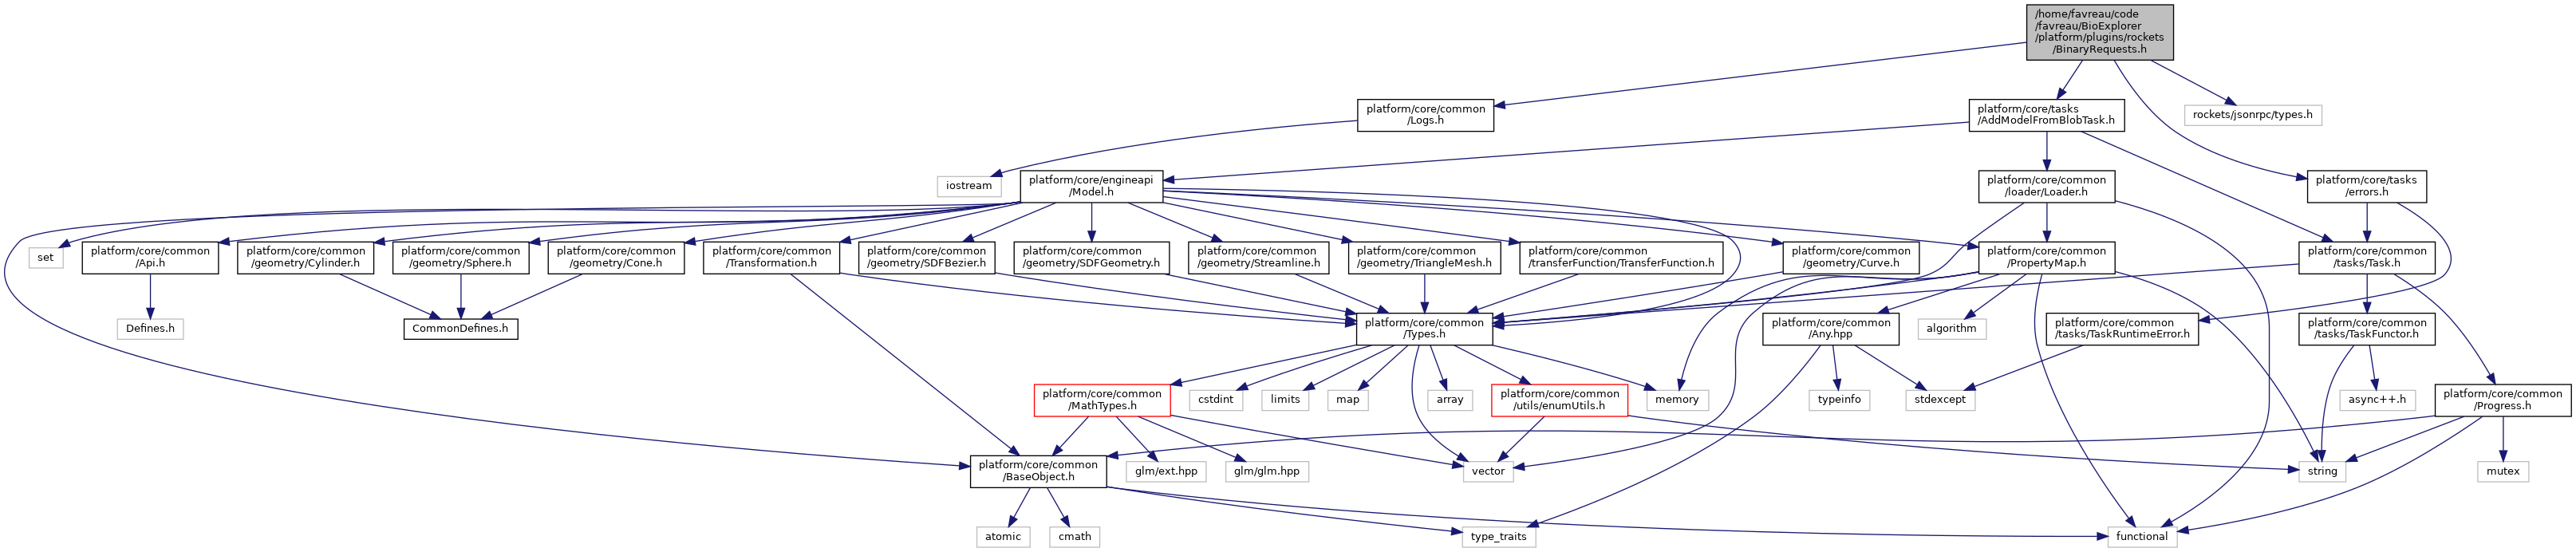 /home/favreau/code
/favreau/BioExplorer
/platform/plugins/rockets
/BinaryRequests.h
platform/core/common
/Logs.h
platform/core/tasks
/AddModelFromBlobTask.h
rockets/jsonrpc/types.h
iostream
platform/core/engineapi
/Model.h
platform/core/common
/loader/Loader.h
platform/core/tasks
/errors.h
set
platform/core/common
/Api.h
platform/core/common
/geometry/Cylinder.h
platform/core/common
/geometry/Sphere.h
platform/core/common
/geometry/Cone.h
platform/core/common
/Transformation.h
platform/core/common
/geometry/SDFBezier.h
platform/core/common
/geometry/SDFGeometry.h
platform/core/common
/geometry/Streamline.h
platform/core/common
/geometry/TriangleMesh.h
platform/core/common
/transferFunction/TransferFunction.h
platform/core/common
/geometry/Curve.h
platform/core/common
/PropertyMap.h
platform/core/common
/tasks/Task.h
Defines.h
CommonDefines.h
platform/core/common
/Types.h
platform/core/common
/Any.hpp
algorithm
platform/core/common
/tasks/TaskRuntimeError.h
platform/core/common
/tasks/TaskFunctor.h
platform/core/common
/MathTypes.h
cstdint
limits
map
array
platform/core/common
/utils/enumUtils.h
memory
typeinfo
stdexcept
async++.h
platform/core/common
/Progress.h
platform/core/common
/BaseObject.h
glm/ext.hpp
glm/glm.hpp
vector
string
mutex
atomic
cmath
type_traits
functional